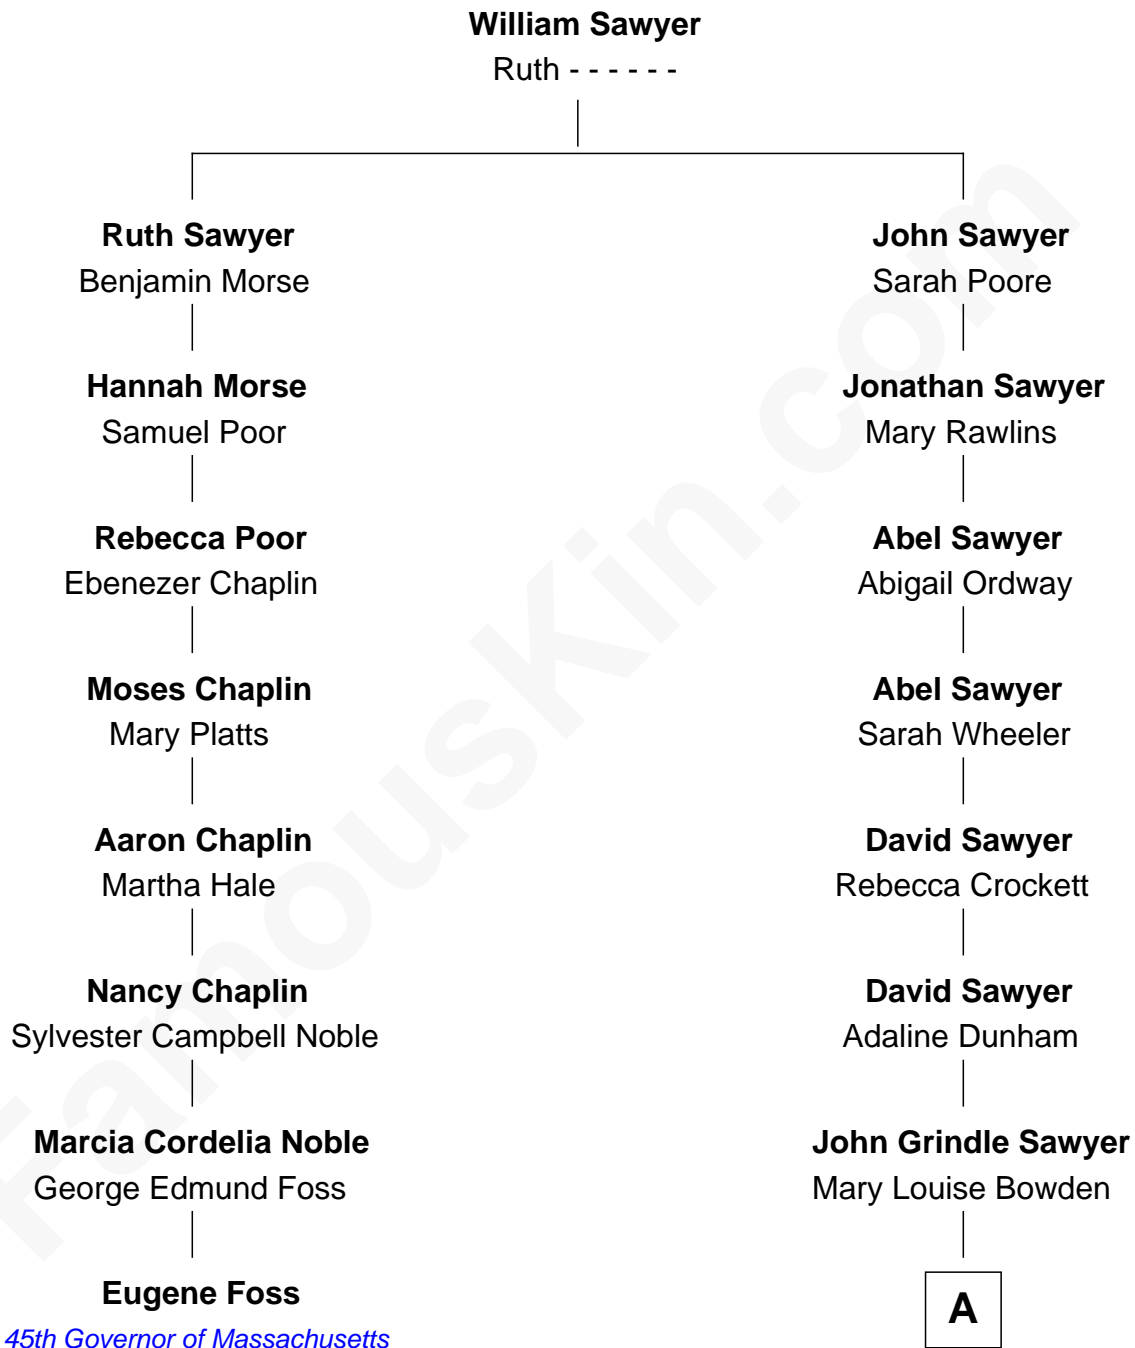 William Sawyer
Ruth - - - - - -
Ruth Sawyer
Benjamin Morse
Hannah Morse
Samuel Poor
Rebecca Poor
Ebenezer Chaplin
Moses Chaplin
Mary Platts
Aaron Chaplin
Martha Hale
Nancy Chaplin
Sylvester Campbell Noble
Marcia Cordelia Noble
George Edmund Foss
Eugene Foss
45th Governor of Massachusetts
John Sawyer
Sarah Poore
Jonathan Sawyer
Mary Rawlins
Abel Sawyer
Abigail Ordway
Abel Sawyer
Sarah Wheeler
David Sawyer
Rebecca Crockett
David Sawyer
Adaline Dunham
John Grindle Sawyer
Mary Louise Bowden
A
FamousKin.com